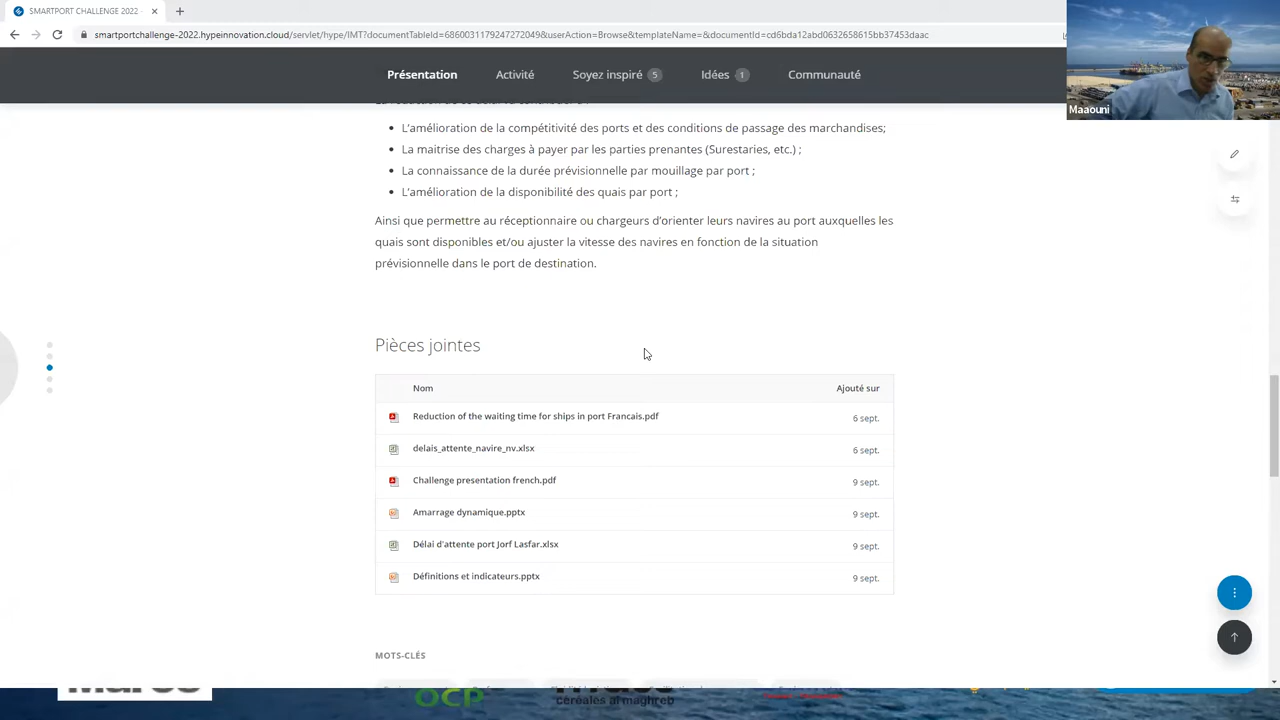 SMARTPORT CHALLENGE 2022 -
smartportchallenge-2022.hypeinnovation.cloud/servlet/hype/IMT?documentTableId=6860031179247272049&userAction=Browse&templateName=&documentId=cd6bda12abd0632658615bb37453daac
Présentation Activité Soyez inspiré 5 Idées 1 Communauté
Maaouni
• L'amélioration de la compétitivité des ports et des conditions de passage des marchandises;
• La maitrise des charges à payer par les parties prenantes (Surestaries, etc.) ;
• La connaissance de la durée prévisionnelle par mouillage par port ;
• L'amélioration de la disponibilité des quais par port ;
Ainsi que permettre au réceptionnaire ou chargeurs d'orienter leurs navires au port auxquelles les
quais sont disponibles et/ou ajuster la vitesse des navires en fonction de la situation
prévisionnelle dans le port de destination.
Pièces jointes
Nom Ajouté sur
Reduction of the waiting time for ships in port Francais.pdf 6 sept.
delais_attente_navire_nv.xlsx 6 sept.
Challenge presentation french.pdf 9 sept.
Amarrage dynamique.pptx 9 sept.
Délai d'attente port Jorf Lasfar.xlsx 9 sept.
Définitions et indicateurs.pptx 9 sept.
MOTS-CLÉS
OCP
céréales al maghreb